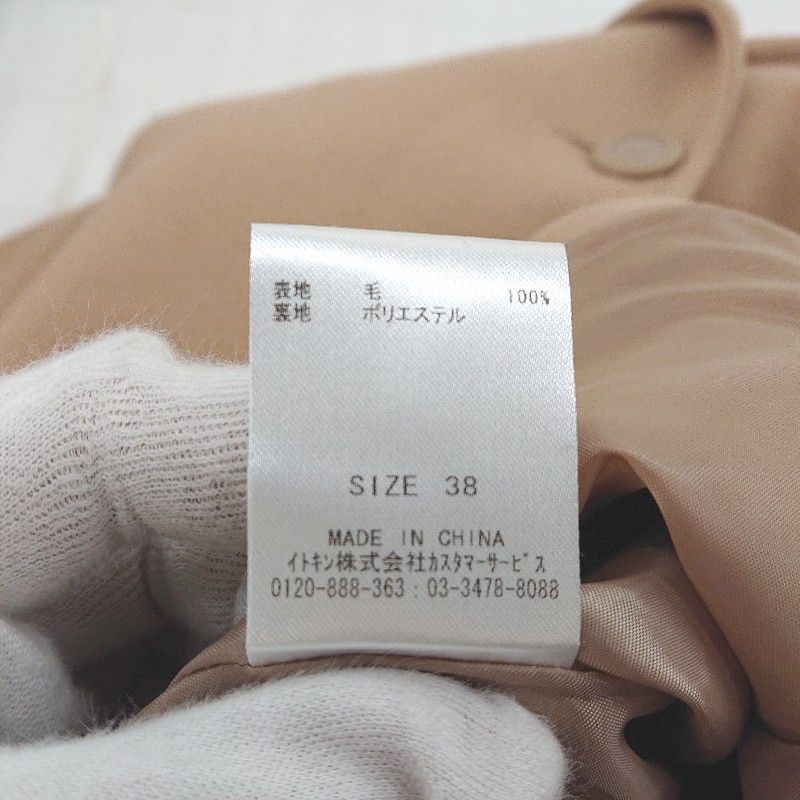 表地 毛 100%
裏地 ポリエステル
SIZE 38
MADE IN CHINA
イトキン株式会社カスタマーサービス
0120-888-363 : 03-3478-8088